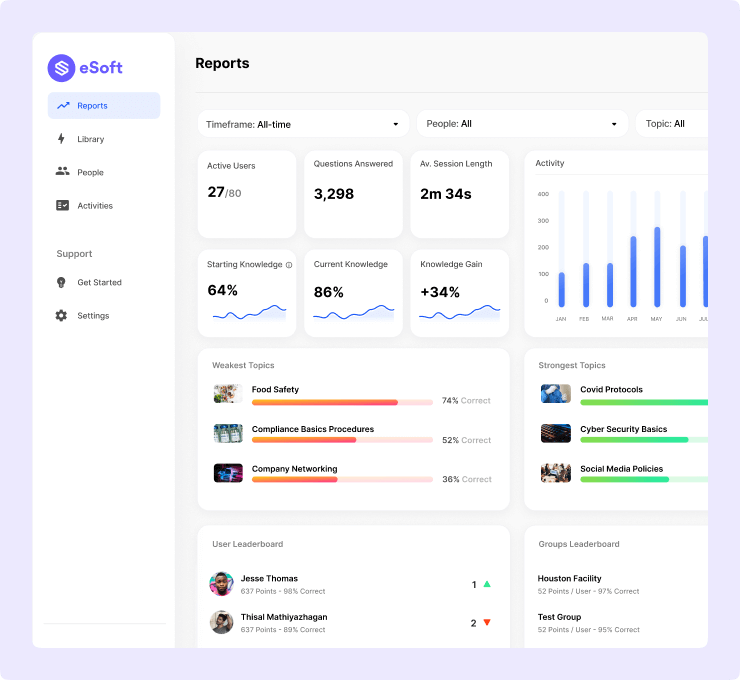 eSoft
Reports
Library
People
Activities
Support
Get Started
Settings
Reports
Timeframe: All-time
People: All
Topic: All
Active Users
27/80
Questions Answered
3,298
Av. Session Length
2m 34s
Starting Knowledge
64%
Current Knowledge
86%
Knowledge Gain
+34%
Activity
400
300
200
100
0
JAN FEB MAR APR MAY JUN JUL
Weakest Topics
Food Safety
74% Correct
Compliance Basics Procedures
52% Correct
Company Networking
36% Correct
Strongest Topics
Covid Protocols
Cyber Security Basics
Social Media Policies
User Leaderboard
Jesse Thomas
637 Points - 98% Correct
1
Thisal Mathiyazhagan
637 Points - 89% Correct
2
Groups Leaderboard
Houston Facility
52 Points / User - 97% Correct
Test Group
52 Points / User - 95% Correct